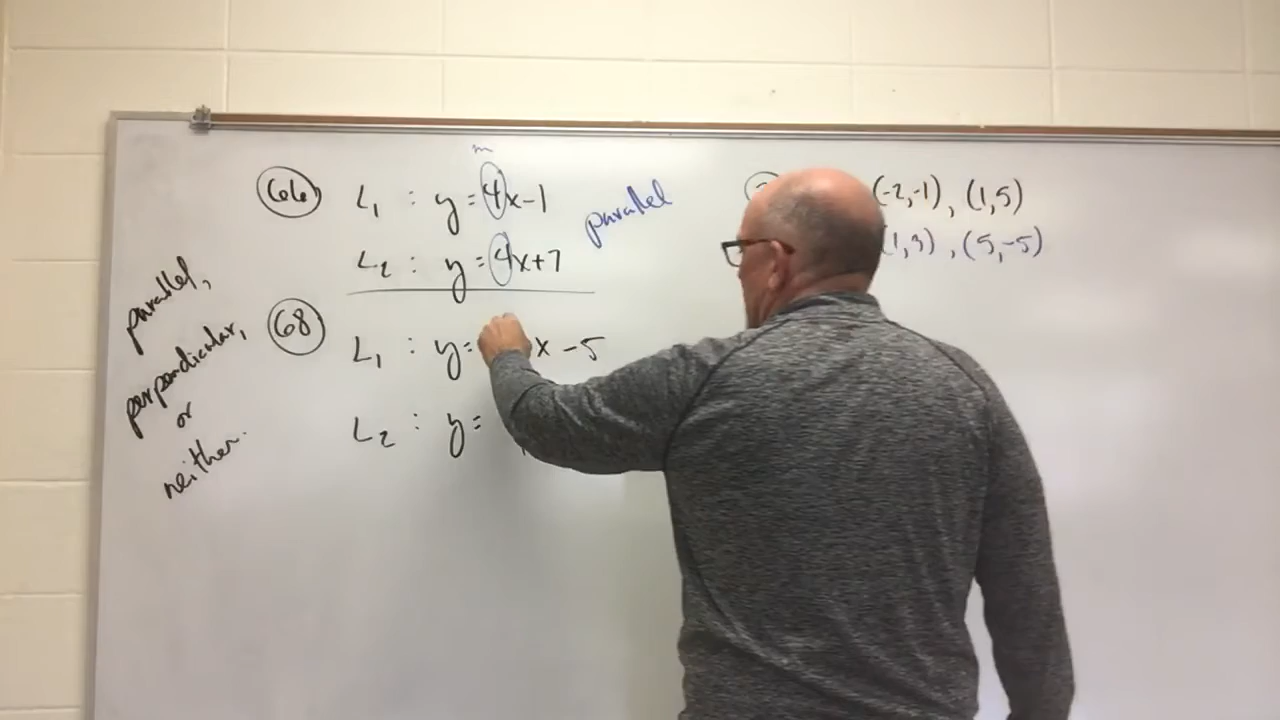 m
66 L₁ : y=4x-1
parallel
L₂ : y=4x+7
parallel,
perpendicular,
or
neither.
68 L₁ : y= x-5
L₂ : y=
(-2,-1), (1,5)
1,3), (5,-5)